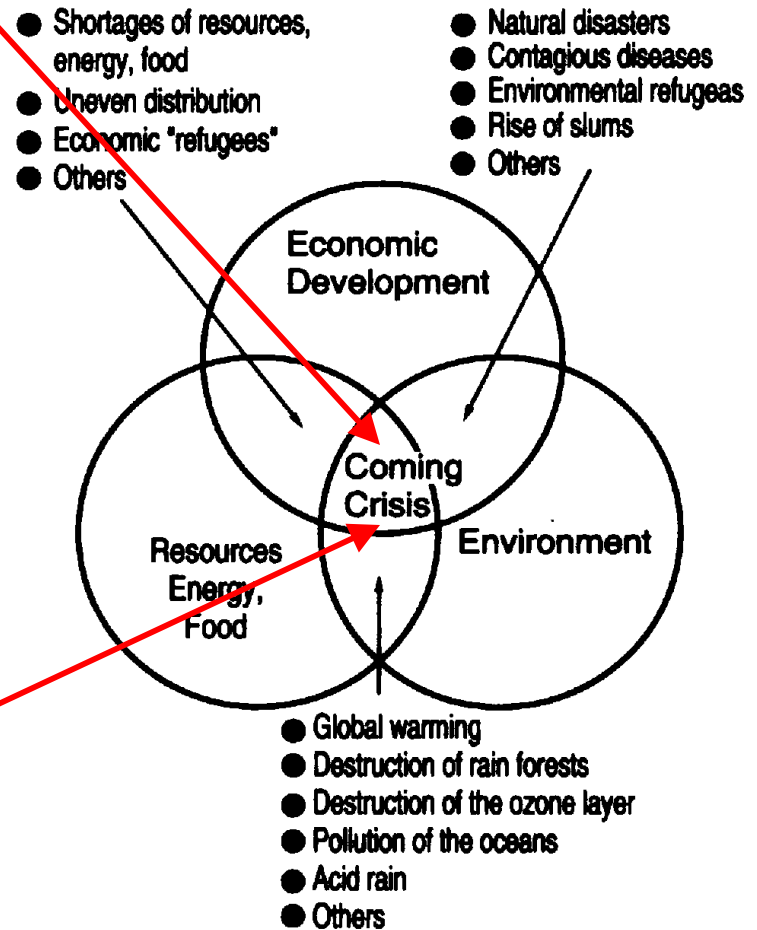 ● Shortages of resources,
energy, food
● Uneven distribution
● Economic "refugees"
● Others
● Natural disasters
● Contagious diseases
● Environmental refugeas
● Rise of slums
● Others
Economic
Development
Coming
Crisis
Resources
Energy,
Food
Environment
● Global warming
● Destruction of rain forests
● Destruction of the ozone layer
● Pollution of the oceans
● Acid rain
● Others